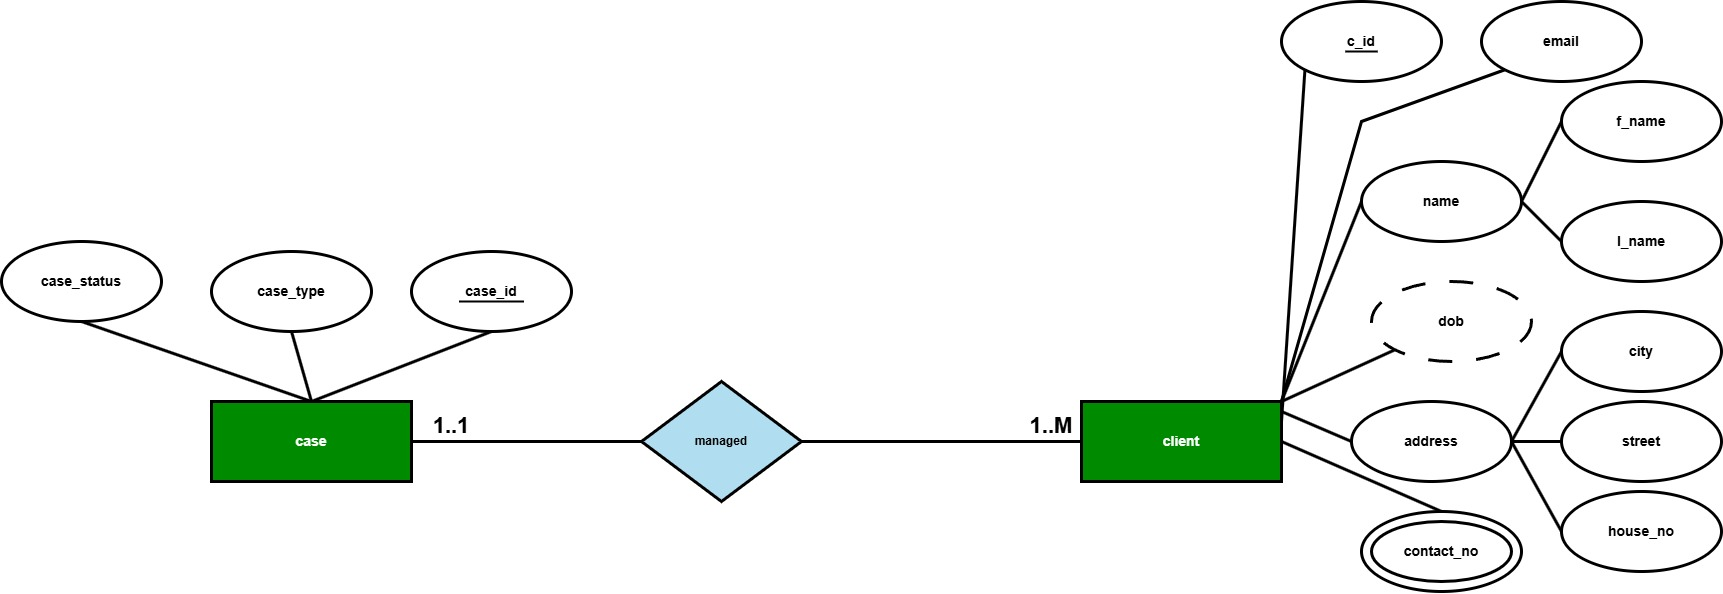 c_id
email
f_name
name
l_name
case_status
case_type
case_id
dob
city
case
1..1
managed
1..M
client
address
street
house_no
contact_no